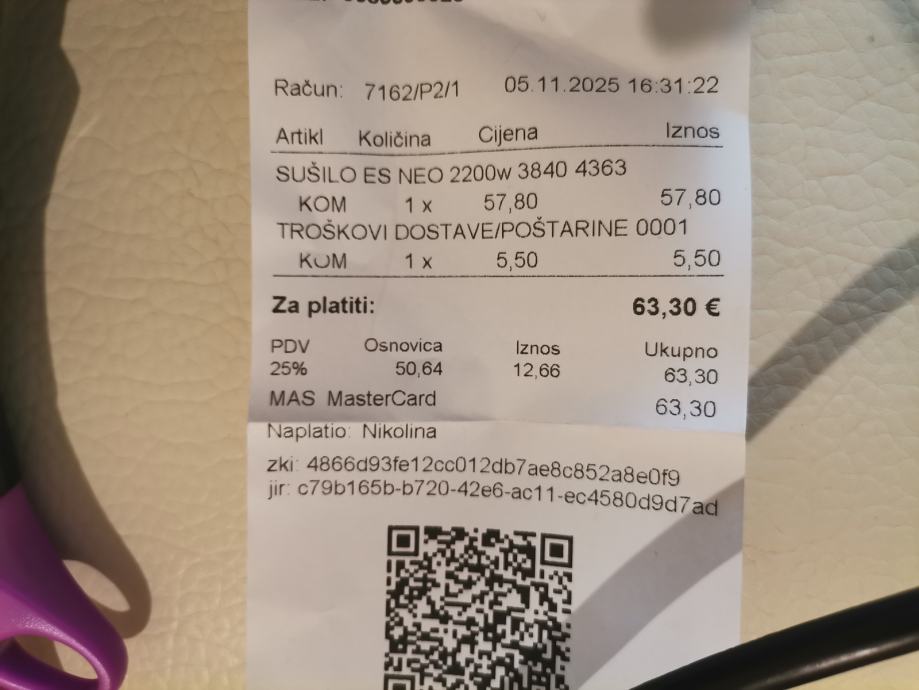 Račun: 7162/P2/1 05.11.2025 16:31:22
Artikl Količina Cijena Iznos
SUŠILO ES NEO 2200w 3840 4363
KOM 1 x 57,80 57,80
TROŠKOVI DOSTAVE/POŠTARINE 0001
KOM 1 x 5,50 5,50
Za platiti: 63,30 €
PDV Osnovica Iznos Ukupno
25% 50,64 12,66 63,30
MAS MasterCard 63,30
Naplatio: Nikolina
zki: 4866d93fe12cc012db7ae8c852a8e0f9
jir: c79b165b-b720-42e6-ac11-ec4580d9d7ad